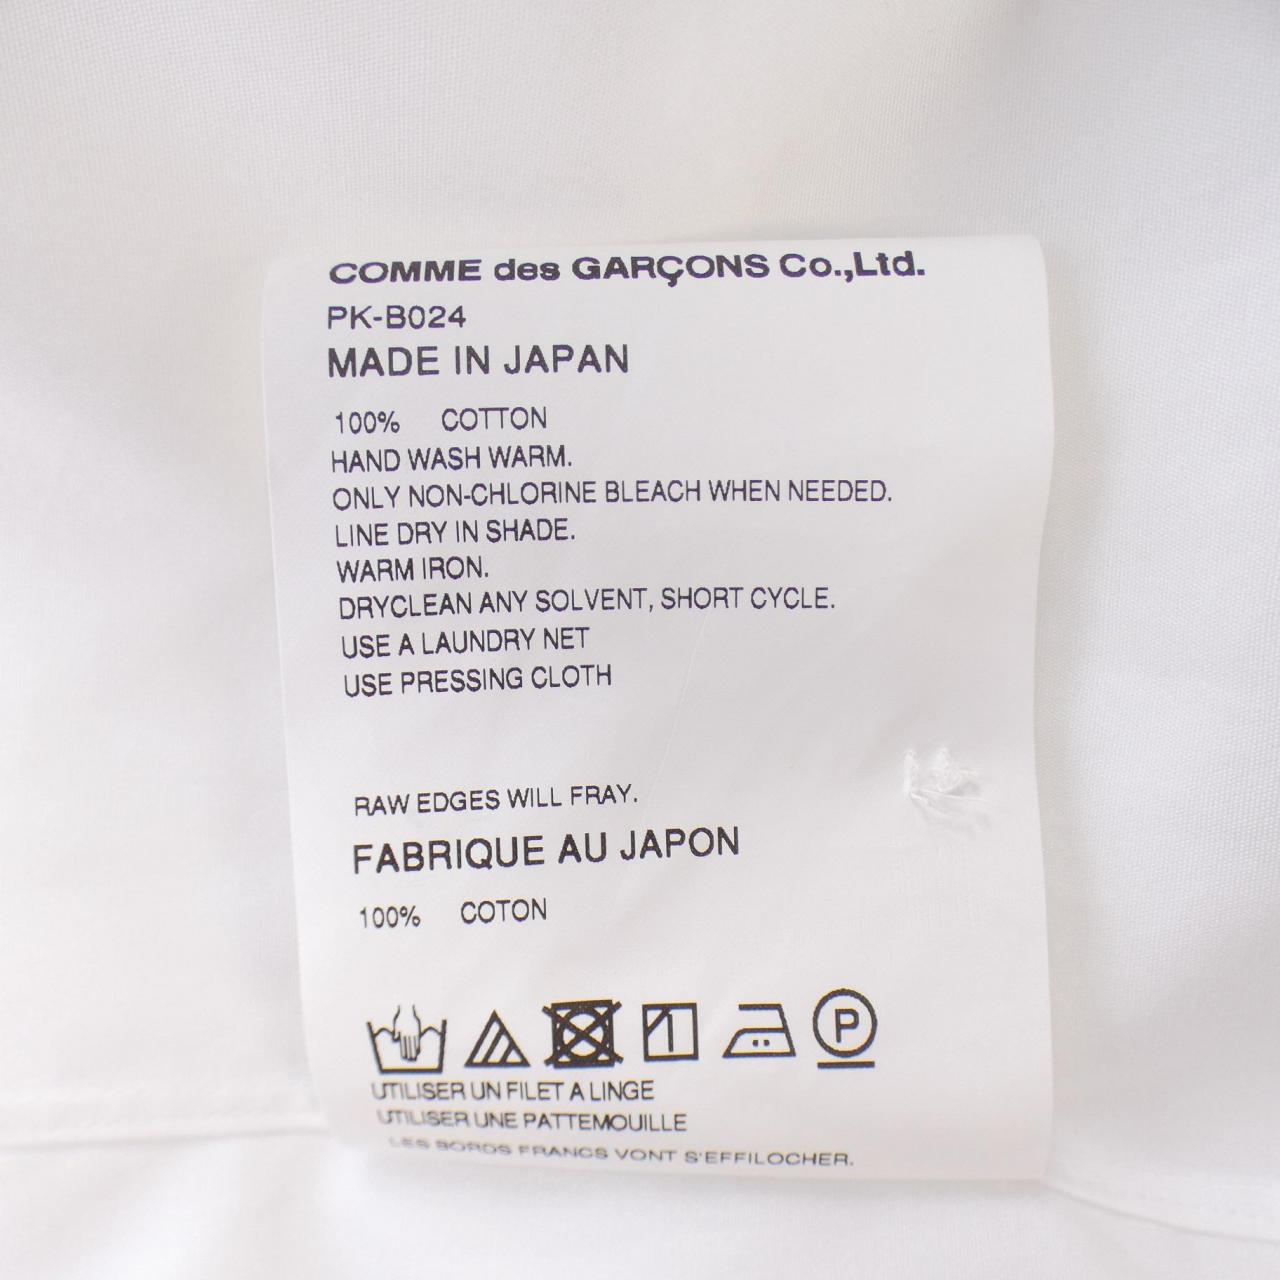 COMME des GARÇONS Co.,Ltd.
PK-B024
MADE IN JAPAN
100% COTTON
HAND WASH WARM.
ONLY NON-CHLORINE BLEACH WHEN NEEDED.
LINE DRY IN SHADE.
WARM IRON.
DRYCLEAN ANY SOLVENT, SHORT CYCLE.
USE A LAUNDRY NET
USE PRESSING CLOTH
RAW EDGES WILL FRAY.
FABRIQUE AU JAPON
100% COTON
P
UTILISER UN FILET A LINGE
UTILISER UNE PATTEMOUILLE
LES BORDS FRANCS VONT S'EFFILOCHER.